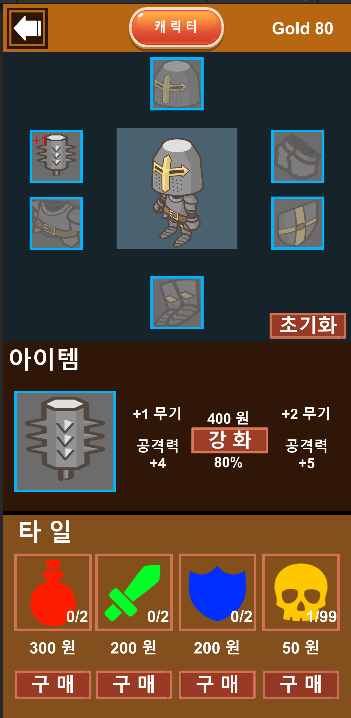 캐릭터
Gold 80
+1
초기화
아이템
+1 무기
공격력
+4
400 원
강 화
80%
+2 무기
공격력
+5
타 일
0/2
0/2
0/2
1/99
300 원
200 원
200 원
50 원
구 매
구 매
구 매
구 매